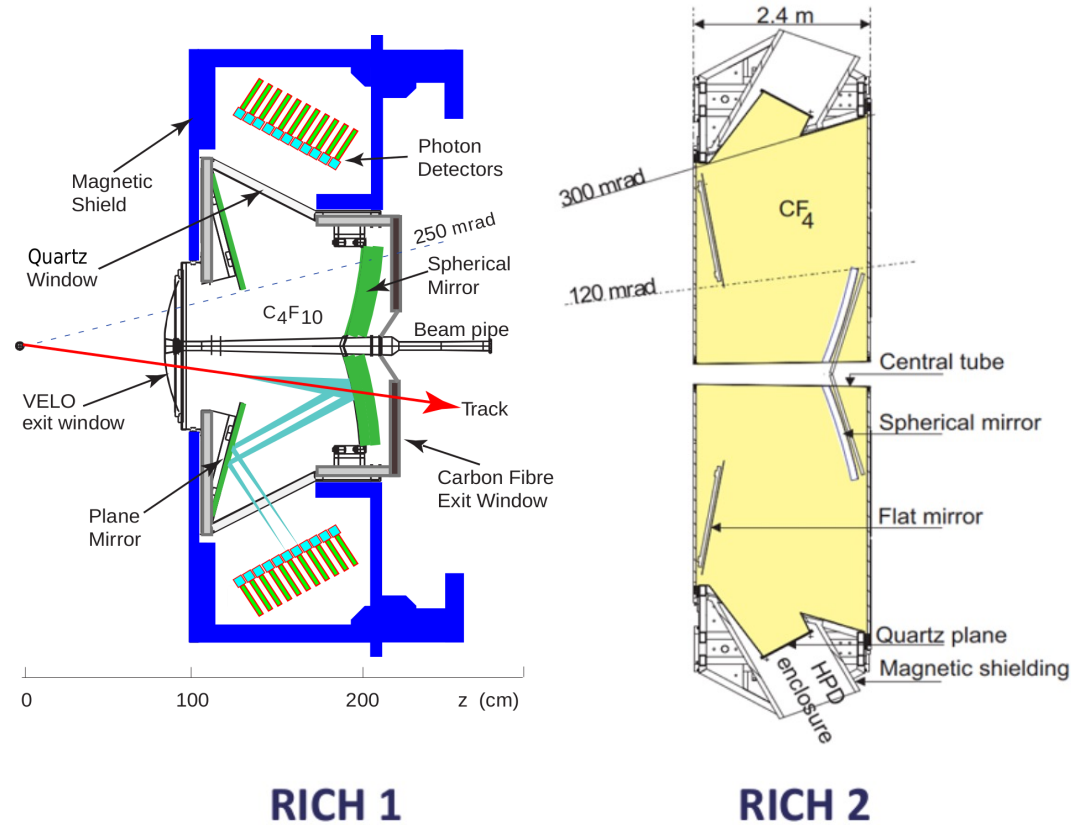 Magnetic
Shield
Quartz
Window
Photon
Detectors
250 mrad
Spherical
Mirror
C4F10
Beam pipe
VELO
exit window
Track
Plane
Mirror
Carbon Fibre
Exit Window
0
100
200
z (cm)
RICH 1
2.4 m
300 mrad
CF4
120 mrad
Central tube
Spherical mirror
Flat mirror
Quartz plane
Magnetic shielding
HPD
enclosure
RICH 2